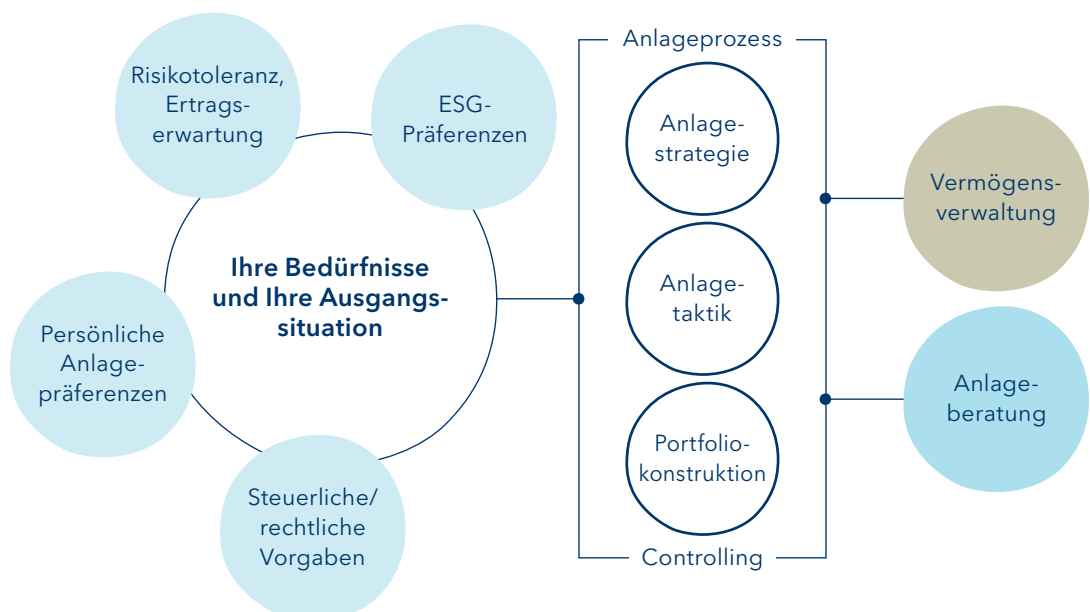 Risikotoleranz,
Ertrags-
erwartung
ESG-
Präferenzen
Ihre Bedürfnisse
und Ihre Ausgangs-
situation
Persönliche
Anlage-
präferenzen
Steuerliche/
rechtliche
Vorgaben
Anlageprozess
Anlage-
strategie
Anlage-
taktik
Portfolio-
konstruktion
Controlling
Vermögens-
verwaltung
Anlage-
beratung